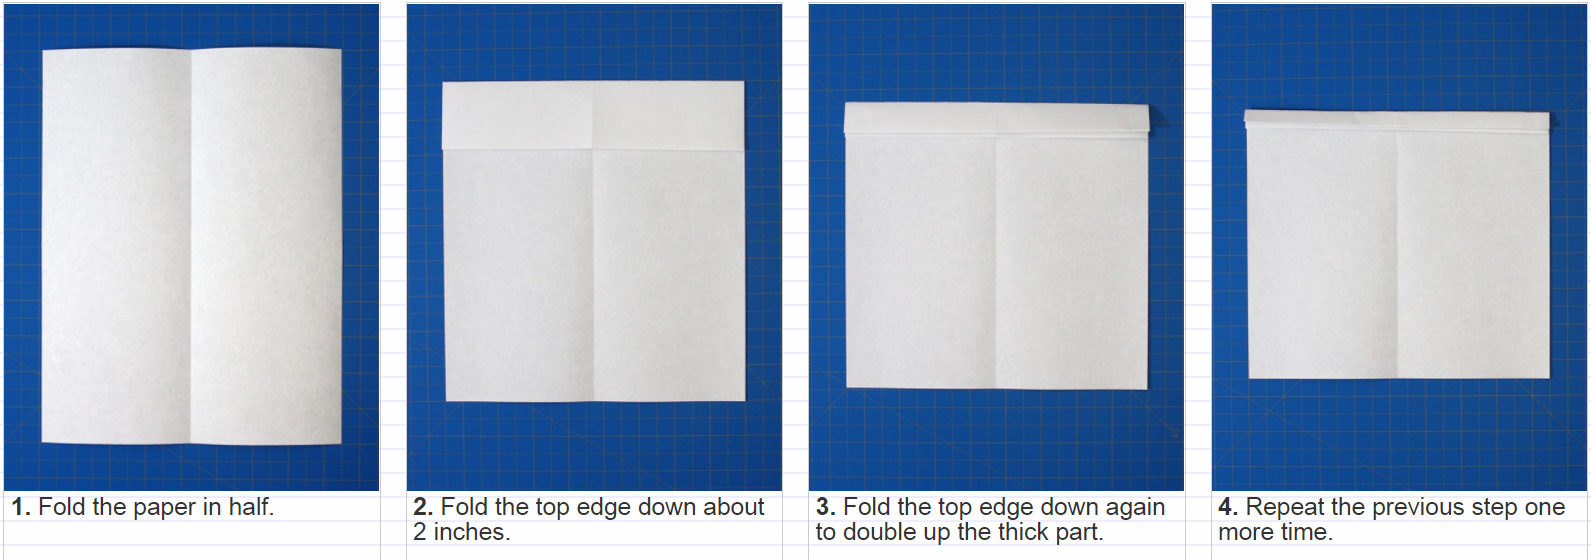 1. Fold the paper in half.
2. Fold the top edge down about
2 inches.
3. Fold the top edge down again
to double up the thick part.
4. Repeat the previous step one
more time.